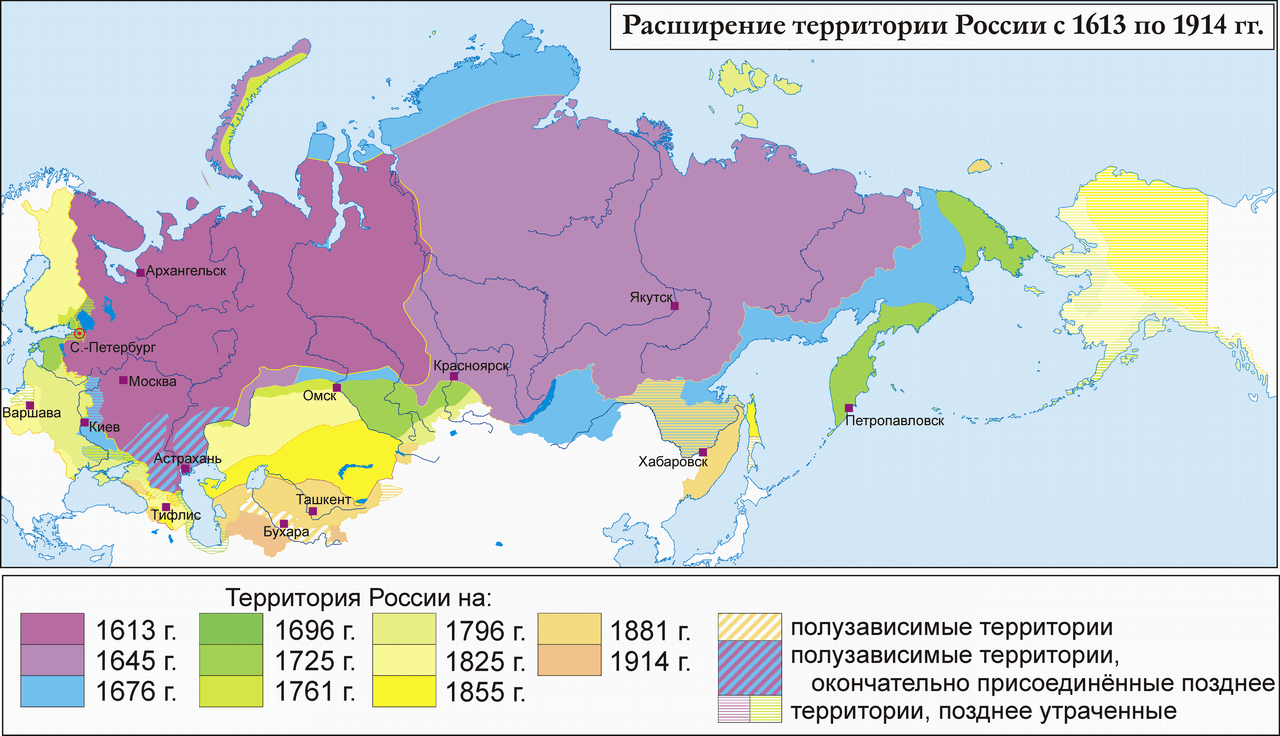 Расширение территории России с 1613 по 1914 гг.
Архангельск
Якутск
С.-Петербург
Красноярск
Москва
Омск
Варшава
Петропавловск
Киев
Астрахань
Хабаровск
Ташкент
Тифлис
Бухара
Территория России на:
1613 г.
1645 г.
1676 г.
1696 г.
1725 г.
1761 г.
1796 г.
1825 г.
1855 г.
1881 г.
1914 г.
полузависимые территории
полузависимые территории,
окончательно присоединённые позднее
территории, позднее утраченные